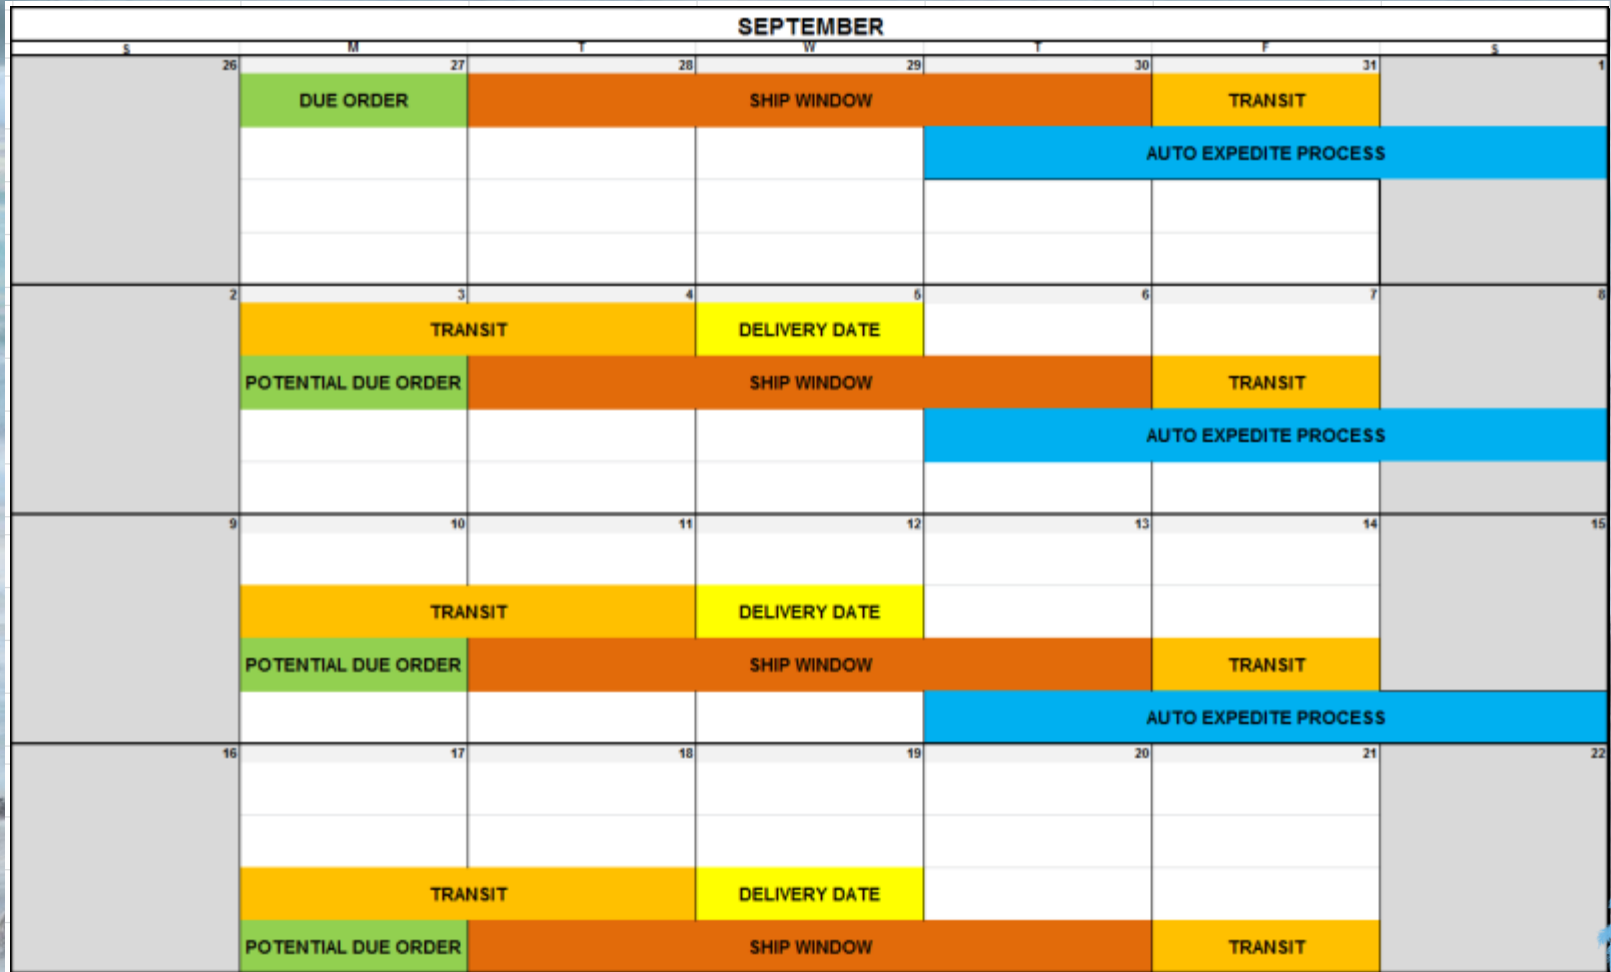 SEPTEMBER
S M T W T F S
26 27 28 29 30 31 1
DUE ORDER SHIP WINDOW TRANSIT
AUTO EXPEDITE PROCESS
2 3 4 5 6 7 8
TRANSIT DELIVERY DATE
POTENTIAL DUE ORDER SHIP WINDOW TRANSIT
AUTO EXPEDITE PROCESS
9 10 11 12 13 14 15
TRANSIT DELIVERY DATE
POTENTIAL DUE ORDER SHIP WINDOW TRANSIT
AUTO EXPEDITE PROCESS
16 17 18 19 20 21 22
TRANSIT DELIVERY DATE
POTENTIAL DUE ORDER SHIP WINDOW TRANSIT